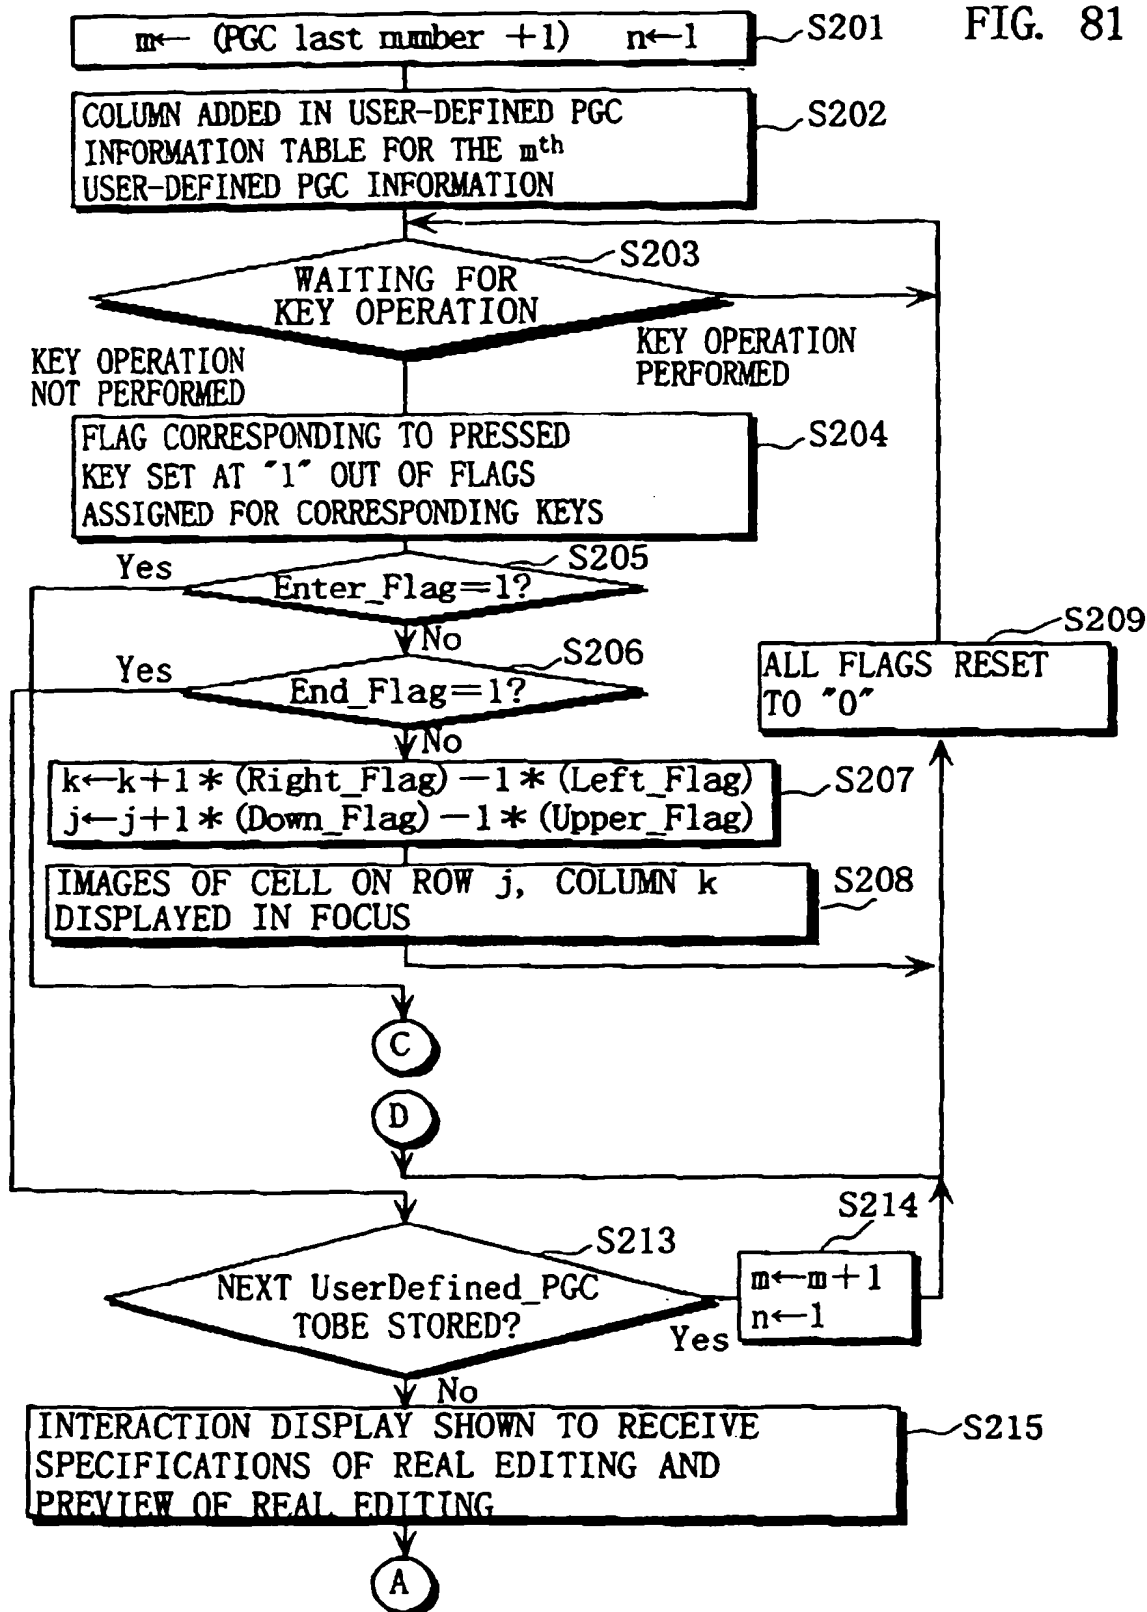 FIG. 81
m← (PGC last number +1) n←1
S201
COLUMN ADDED IN USER-DEFINED PGC
INFORMATION TABLE FOR THE mth
USER-DEFINED PGC INFORMATION
S202
WAITING FOR
KEY OPERATION
S203
KEY OPERATION
NOT PERFORMED
KEY OPERATION
PERFORMED
FLAG CORRESPONDING TO PRESSED
KEY SET AT "1" OUT OF FLAGS
ASSIGNED FOR CORRESPONDING KEYS
S204
Yes
Enter_Flag=1?
S205
No
Yes
End_Flag=1?
S206
No
S209
ALL FLAGS RESET
TO "0"
k←k+1*(Right_Flag)-1*(Left_Flag)
j←j+1*(Down_Flag)-1*(Upper_Flag)
S207
IMAGES OF CELL ON ROW j, COLUMN k
DISPLAYED IN FOCUS
S208
C
D
S213
NEXT UserDefined_PGC
TOBE STORED?
Yes
S214
m←m+1
n←1
No
INTERACTION DISPLAY SHOWN TO RECEIVE
SPECIFICATIONS OF REAL EDITING AND
PREVIEW OF REAL EDITING
S215
A